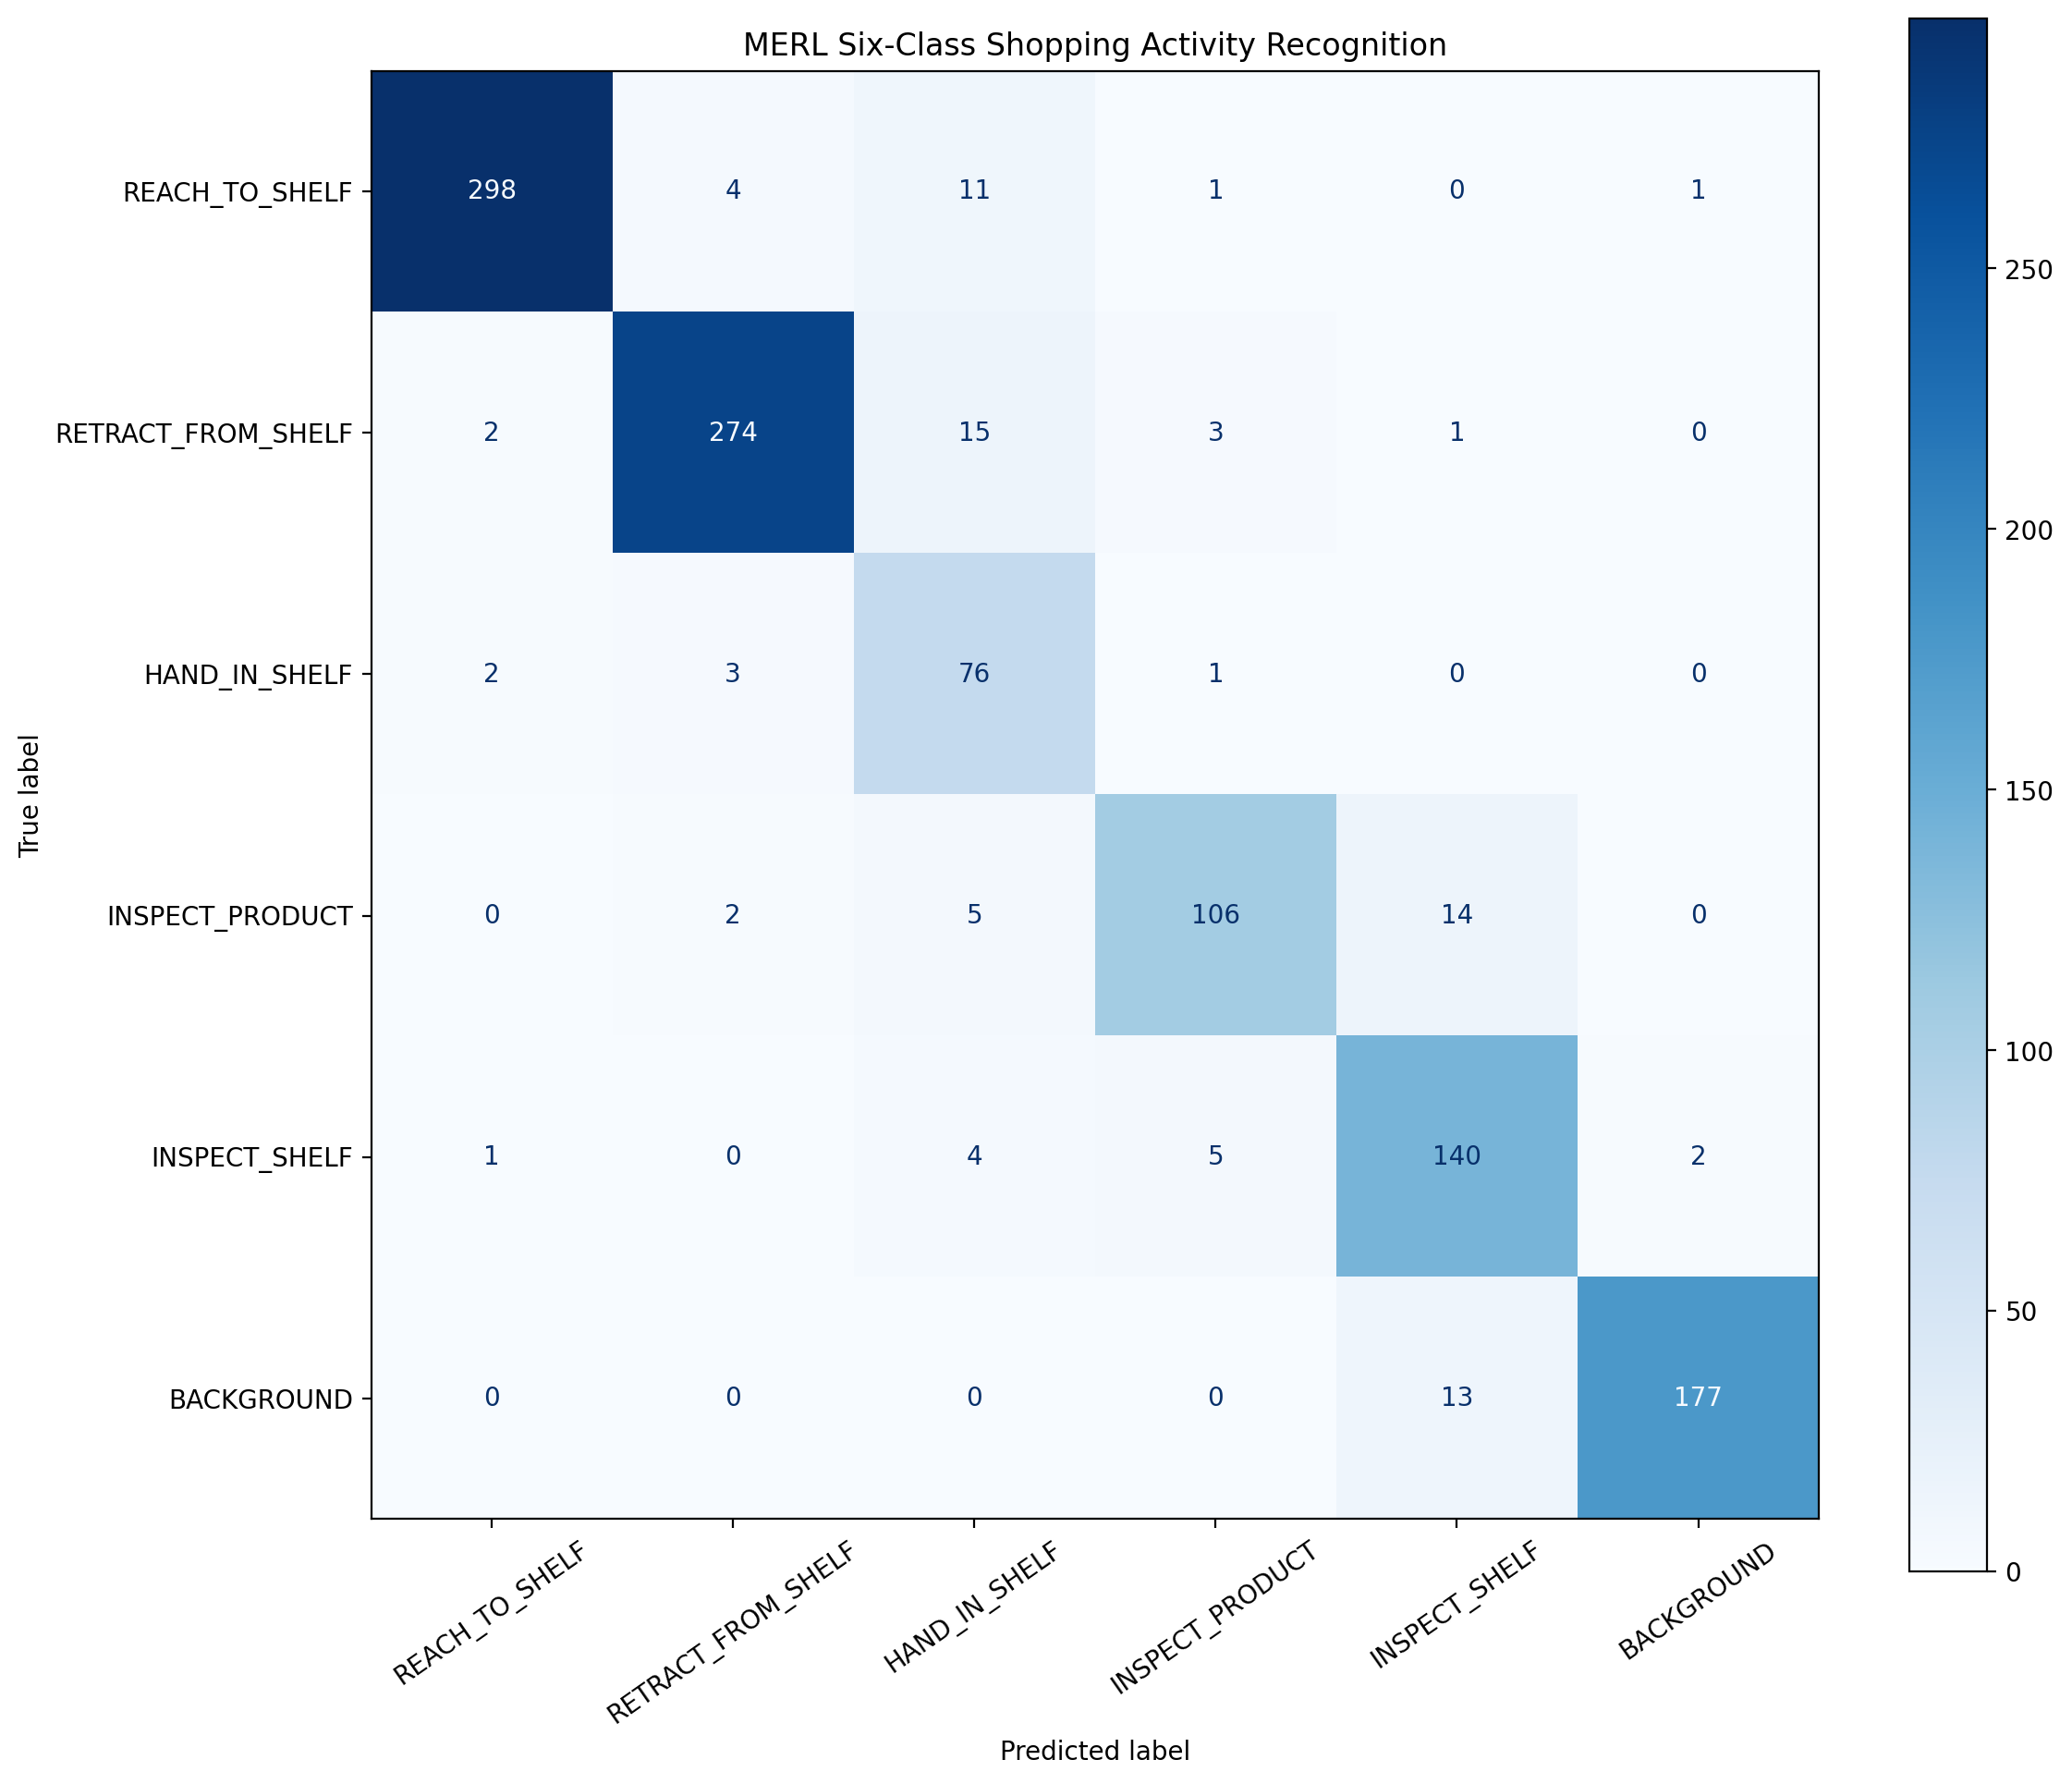 MERL Six-Class Shopping Activity Recognition
REACH_TO_SHELF 298 4 11 1 0 1
RETRACT_FROM_SHELF 2 274 15 3 1 0
HAND_IN_SHELF 2 3 76 1 0 0
INSPECT_PRODUCT 0 2 5 106 14 0
INSPECT_SHELF 1 0 4 5 140 2
BACKGROUND 0 0 0 0 13 177
True label
REACH_TO_SHELF
RETRACT_FROM_SHELF
HAND_IN_SHELF
INSPECT_PRODUCT
INSPECT_SHELF
BACKGROUND
Predicted label
250
200
150
100
50
0